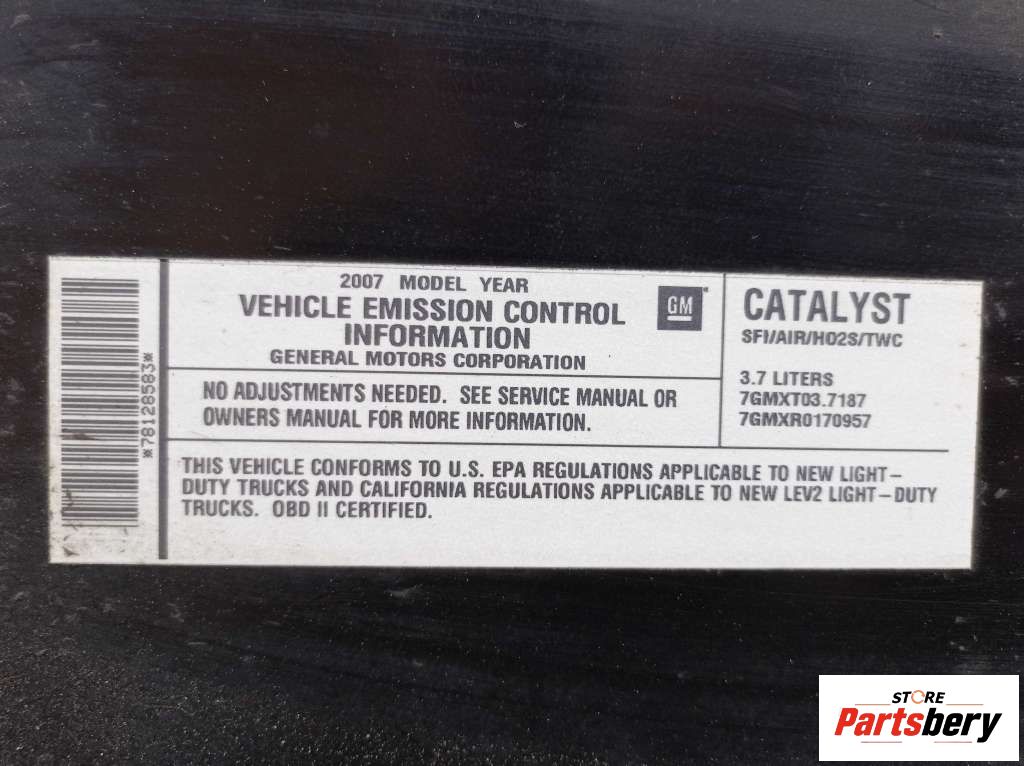 *78128583*
2007 MODEL YEAR
VEHICLE EMISSION CONTROL
INFORMATION
GENERAL MOTORS CORPORATION
GM
NO ADJUSTMENTS NEEDED. SEE SERVICE MANUAL OR
OWNERS MANUAL FOR MORE INFORMATION.
CATALYST
SFI/AIR/HO2S/TWC
3.7 LITERS
7GMXT03.7187
7GMXR0170957
THIS VEHICLE CONFORMS TO U.S. EPA REGULATIONS APPLICABLE TO NEW LIGHT-
DUTY TRUCKS AND CALIFORNIA REGULATIONS APPLICABLE TO NEW LEV2 LIGHT-DUTY
TRUCKS. OBD II CERTIFIED.
STORE
Partsbery